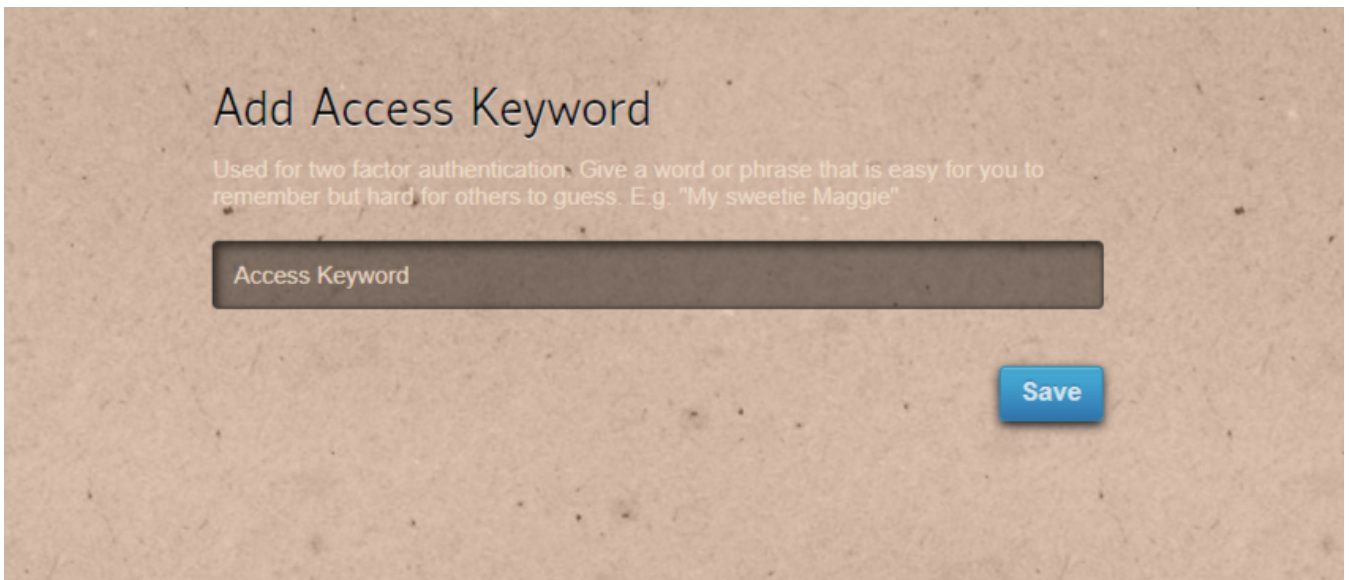 Add Access Keyword
Used for two factor authentication. Give a word or phrase that is easy for you to
remember but hard for others to guess. E.g. "My sweetie Maggie"
Access Keyword
Save